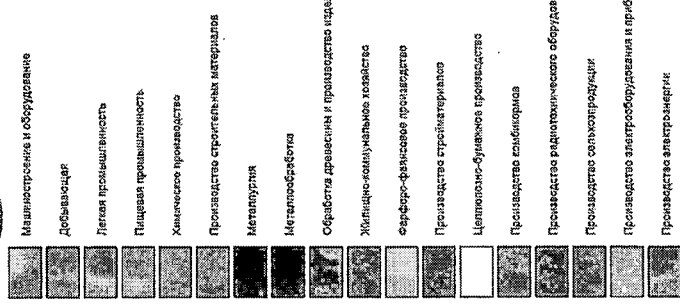 Машиностроение и оборудование
Добывающая
Легкая промышленность
Пищевая промышленность
Химическое производство
Производство строительных материалов
Металлургия
Металлообработка
Обработка древесины и производство изде
Жилищно-коммунальное хозяйство
Фарфоро-фаянсовое производство
Производство стройматериалов
Целлюлозно-бумажное производство
Производство комбикормов
Производство радиотехнического оборудов
Производство сельхозпродукции
Производство электрооборудования и приб
Производство электроэнергии